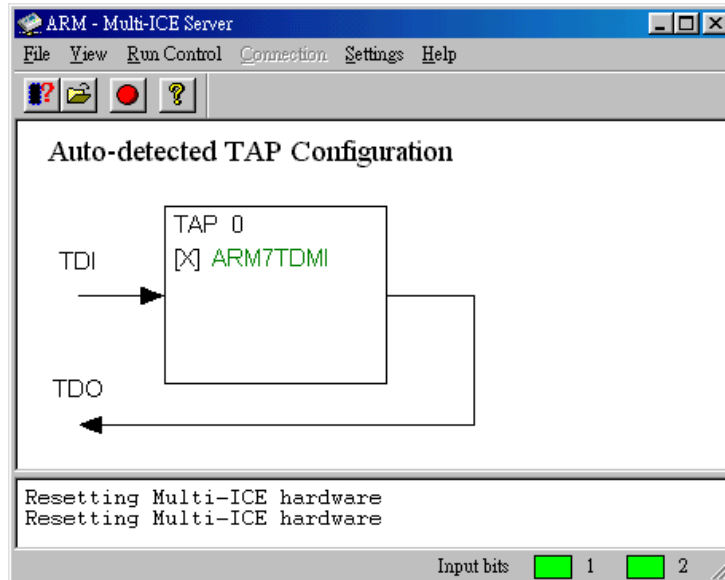 ARM - Multi-ICE Server
File View Run Control Connection Settings Help
Auto-detected TAP Configuration
TAP 0
[X] ARM7TDMI
TDI
TDO
Resetting Multi-ICE hardware
Resetting Multi-ICE hardware
Input bits 1 2